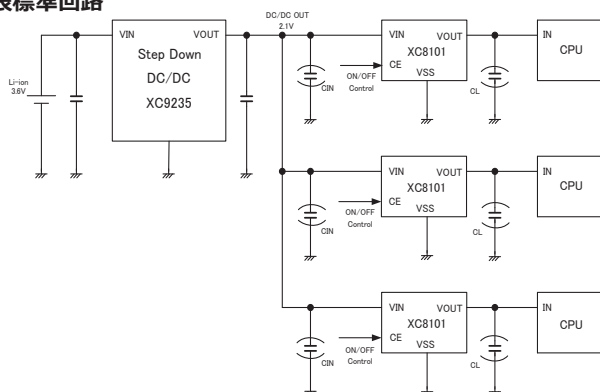 標準回路
DC/DC OUT
2.1V
VIN VOUT
Step Down
DC/DC
XC9235
Li-ion
3.6V
VIN VOUT
XC8101
CE
VSS
ON/OFF
Control
CIN
CL
IN
CPU
VIN VOUT
XC8101
CE
VSS
ON/OFF
Control
CIN
CL
IN
CPU
VIN VOUT
XC8101
CE
VSS
ON/OFF
Control
CIN
CL
IN
CPU